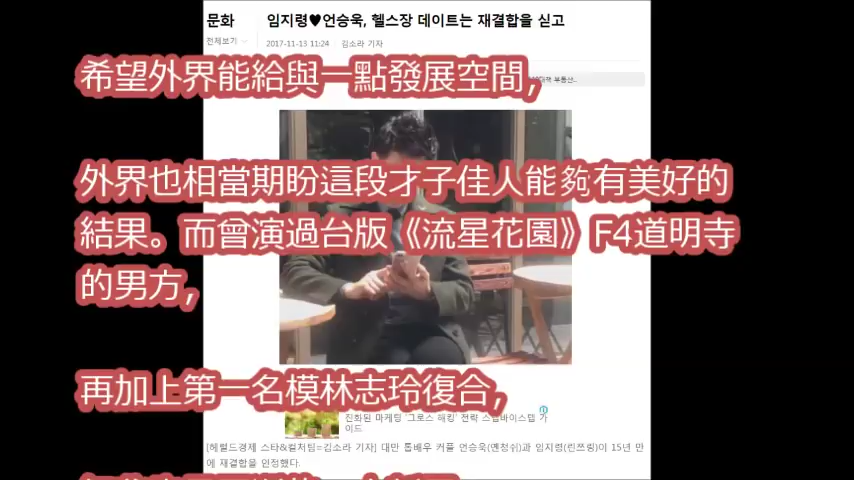 문화
전체보기
임지령♥언승욱, 헬스장 데이트는 재결합을 싣고
2017-11-13 11:24 김소라 기자
希望外界能給與一點發展空間,
外界也相當期盼這段才子佳人能夠有美好的
結果。而曾演過台版《流星花園》F4道明寺
的男方,
再加上第一名模林志玲復合,
진화된 마케팅 '그로스 해킹' 전략 스텝바이스텝 가
이드
[헤럴드경제 스타&컬처팀=김소라 기자] 대만 톱배우 커플 언승욱(옌청쉬)과 임지령(린쯔링)이 15년 만
에 재결합을 인정했다.